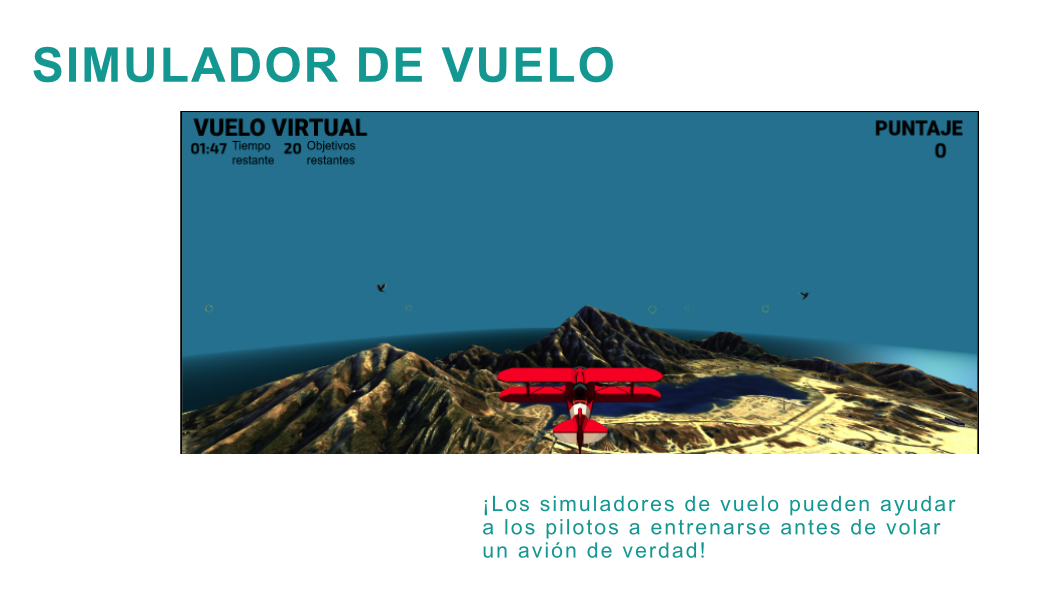 SIMULADOR DE VUELO
VUELO VIRTUAL
01:47 Tiempo restante 20 Objetivos restantes
PUNTAJE
0
¡Los simuladores de vuelo pueden ayudar
a los pilotos a entrenarse antes de volar
un avión de verdad!